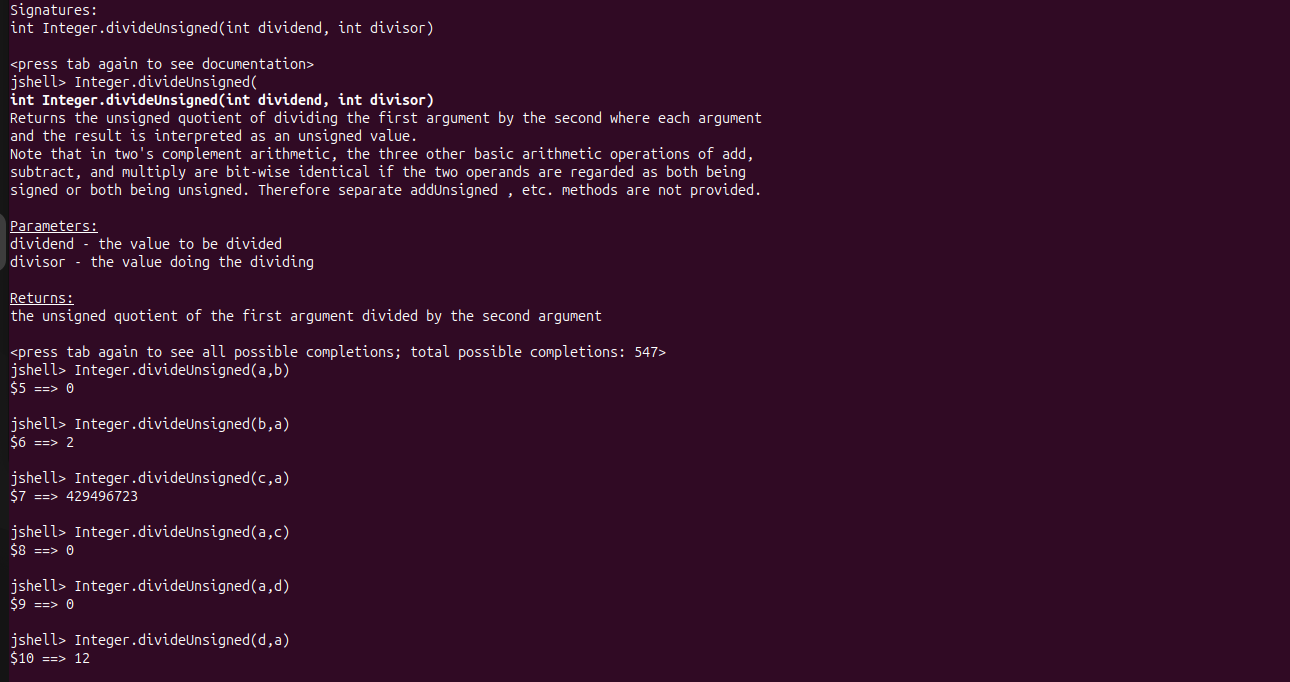 Signatures:
int Integer.divideUnsigned(int dividend, int divisor)
<press tab again to see documentation>
jshell> Integer.divideUnsigned(
int Integer.divideUnsigned(int dividend, int divisor)
Returns the unsigned quotient of dividing the first argument by the second where each argument
and the result is interpreted as an unsigned value.
Note that in two's complement arithmetic, the three other basic arithmetic operations of add,
subtract, and multiply are bit-wise identical if the two operands are regarded as both being
signed or both being unsigned. Therefore separate addUnsigned , etc. methods are not provided.
Parameters:
dividend - the value to be divided
divisor - the value doing the dividing
Returns:
the unsigned quotient of the first argument divided by the second argument
<press tab again to see all possible completions; total possible completions: 547>
jshell> Integer.divideUnsigned(a,b)
$5 ==> 0
jshell> Integer.divideUnsigned(b,a)
$6 ==> 2
jshell> Integer.divideUnsigned(c,a)
$7 ==> 429496723
jshell> Integer.divideUnsigned(a,c)
$8 ==> 0
jshell> Integer.divideUnsigned(a,d)
$9 ==> 0
jshell> Integer.divideUnsigned(d,a)
$10 ==> 12